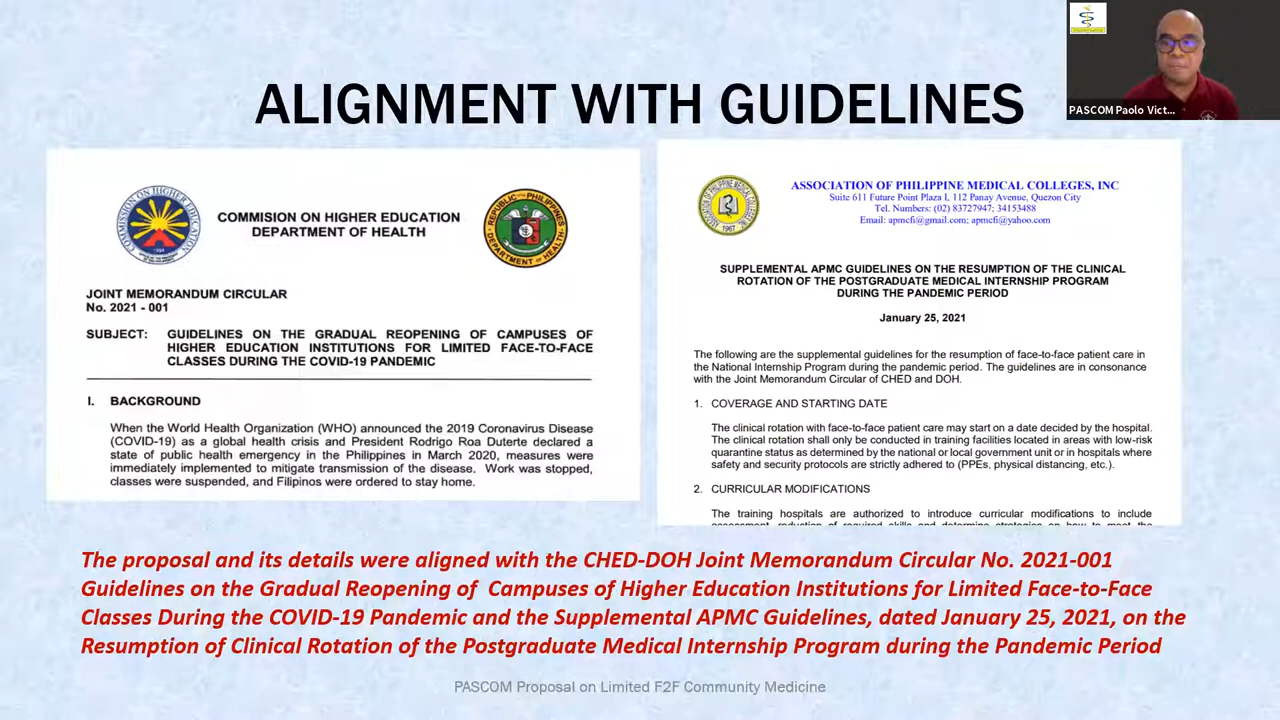 ALIGNMENT WITH GUIDELINES
PASCOM Paolo Vict...
COMMISION ON HIGHER EDUCATION
DEPARTMENT OF HEALTH
JOINT MEMORANDUM CIRCULAR
No. 2021 - 001
SUBJECT: GUIDELINES ON THE GRADUAL REOPENING OF CAMPUSES OF
HIGHER EDUCATION INSTITUTIONS FOR LIMITED FACE-TO-FACE
CLASSES DURING THE COVID-19 PANDEMIC
I. BACKGROUND
When the World Health Organization (WHO) announced the 2019 Coronavirus Disease
(COVID-19) as a global health crisis and President Rodrigo Roa Duterte declared a
state of public health emergency in the Philippines in March 2020, measures were
immediately implemented to mitigate transmission of the disease. Work was stopped,
classes were suspended, and Filipinos were ordered to stay home.
ASSOCIATION OF PHILIPPINE MEDICAL COLLEGES, INC
Suite 611 Future Point Plaza I, 112 Panay Avenue, Quezon City
Tel. Numbers: (02) 83727947; 34153488
Email: apmcfi@gmail.com; apmcfi@yahoo.com
1967
SUPPLEMENTAL APMC GUIDELINES ON THE RESUMPTION OF THE CLINICAL
ROTATION OF THE POSTGRADUATE MEDICAL INTERNSHIP PROGRAM
DURING THE PANDEMIC PERIOD
January 25, 2021
The following are the supplemental guidelines for the resumption of face-to-face patient care in
the National Internship Program during the pandemic period. The guidelines are in consonance
with the Joint Memorandum Circular of CHED and DOH.
1. COVERAGE AND STARTING DATE
The clinical rotation with face-to-face patient care may start on a date decided by the hospital.
The clinical rotation shall only be conducted in training facilities located in areas with low-risk
quarantine status as determined by the national or local government unit or in hospitals where
safety and security protocols are strictly adhered to (PPEs, physical distancing, etc.).
2. CURRICULAR MODIFICATIONS
The training hospitals are authorized to introduce curricular modifications to include
assessment, reduction of required skills and determine strategies on how to meet the
The proposal and its details were aligned with the CHED-DOH Joint Memorandum Circular No. 2021-001
Guidelines on the Gradual Reopening of Campuses of Higher Education Institutions for Limited Face-to-Face
Classes During the COVID-19 Pandemic and the Supplemental APMC Guidelines, dated January 25, 2021, on the
Resumption of Clinical Rotation of the Postgraduate Medical Internship Program during the Pandemic Period
PASCOM Proposal on Limited F2F Community Medicine